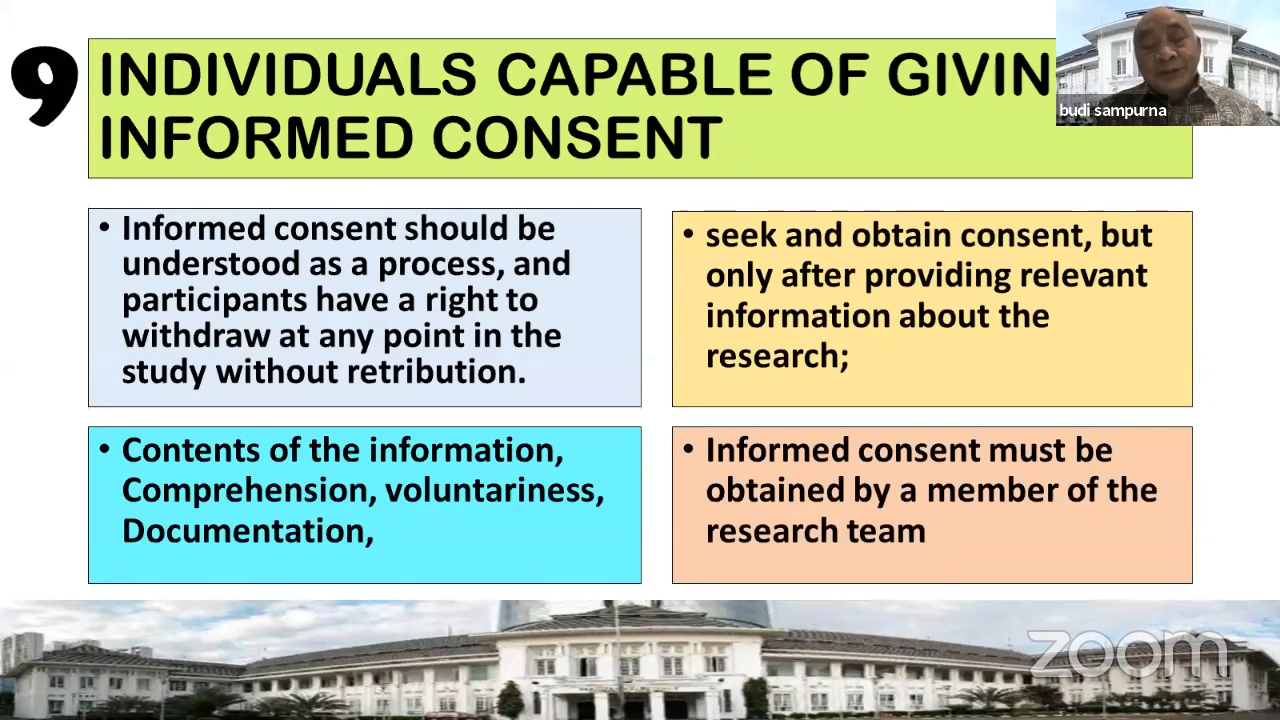 9
INDIVIDUALS CAPABLE OF GIVIN
INFORMED CONSENT
budi sampurna
• Informed consent should be
understood as a process, and
participants have a right to
withdraw at any point in the
study without retribution.
• seek and obtain consent, but
only after providing relevant
information about the
research;
• Contents of the information,
Comprehension, voluntariness,
Documentation,
• Informed consent must be
obtained by a member of the
research team
zoom